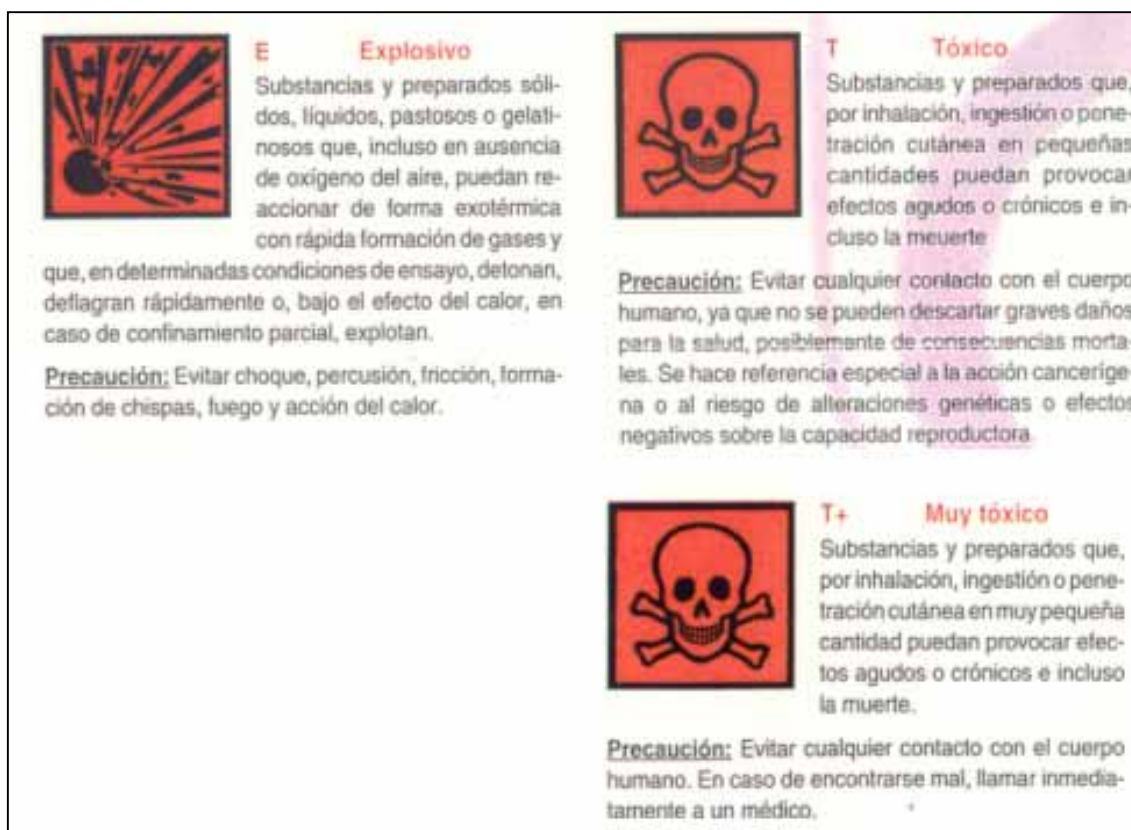 E Explosivo
Substancias y preparados sóli-
dos, líquidos, pastosos o gelati-
nosos que, incluso en ausencia
de oxígeno del aire, puedan re-
accionar de forma exotérmica
con rápida formación de gases y
que, en determinadas condiciones de ensayo, detonan,
deflagran rápidamente o, bajo el efecto del calor, en
caso de confinamiento parcial, explotan.
Precaución: Evitar choque, percusión, fricción, forma-
ción de chispas, fuego y acción del calor.
T Tóxico
Substancias y preparados que,
por inhalación, ingestión o pene-
tración cutánea en pequeñas
cantidades puedan provocar
efectos agudos o crónicos e in-
cluso la meuerte
Precaución: Evitar cualquier contacto con el cuerpo
humano, ya que no se pueden descartar graves daños
para la salud, posiblemente de consecuencias morta-
les. Se hace referencia especial a la acción canceríge-
na o al riesgo de alteraciones genéticas o efectos
negativos sobre la capacidad reproductora
T+ Muy tóxico
Substancias y preparados que,
por inhalación, ingestión o pene-
tración cutánea en muy pequeña
cantidad puedan provocar efec-
tos agudos o crónicos e incluso
la muerte.
Precaución: Evitar cualquier contacto con el cuerpo
humano. En caso de encontrarse mal, llamar inmedia-
tamente a un médico.